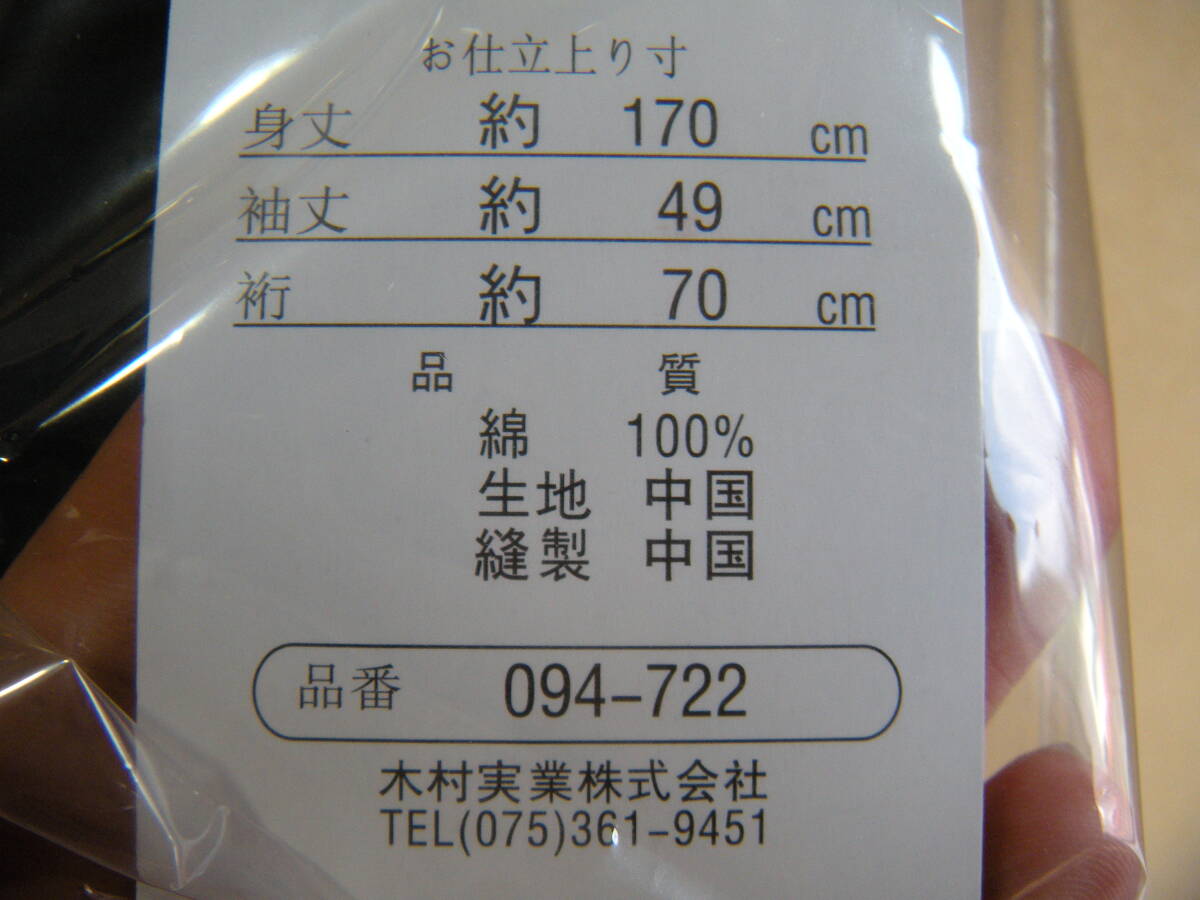 お仕立上り寸
身丈 約 170 cm
袖丈 約 49 cm
裄 約 70 cm
品 質
綿 100%
生地 中国
縫製 中国
品番 094-722
木村実業株式会社
TEL(075)361-9451